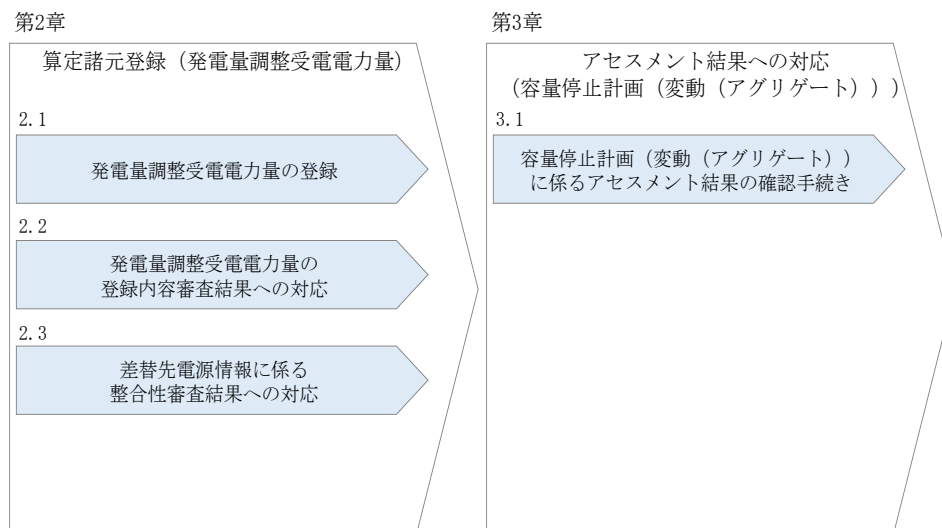 第2章
算定諸元登録（発電量調整受電電力量）
2.1
発電量調整受電電力量の登録
2.2
発電量調整受電電力量の
登録内容審査結果への対応
2.3
差替先電源情報に係る
整合性審査結果への対応
第3章
アセスメント結果への対応
（容量停止計画（変動（アグリゲート）））
3.1
容量停止計画（変動（アグリゲート））
に係るアセスメント結果の確認手続き